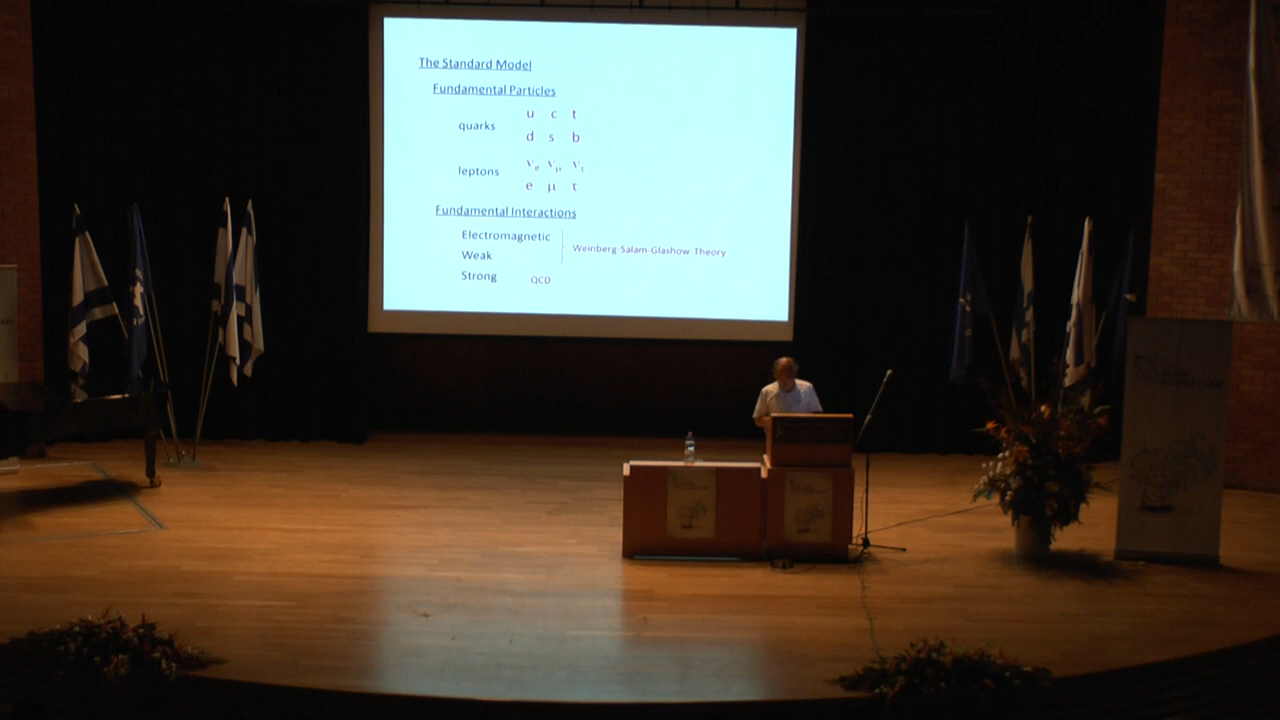 The Standard Model
Fundamental Particles
quarks u c t
d s b
leptons νe νμ ντ
e μ τ
Fundamental Interactions
Electromagnetic
Weak
Weinberg-Salam-Glashow Theory
Strong QCD